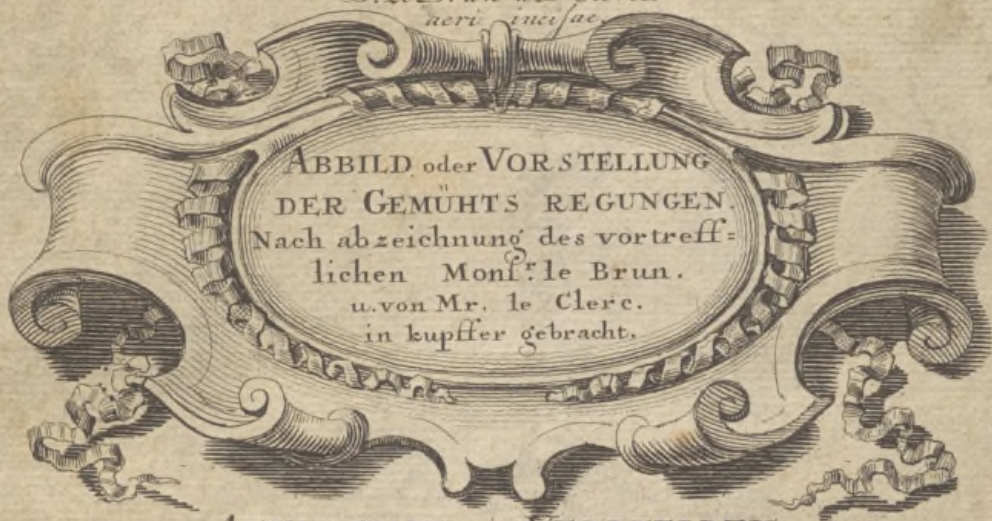 aeri incisae.
ABBILD oder VORSTELLUNG
DER GEMÜHTS REGUNGEN.
Nach abzeichnung des vortreff=
lichen Monſ.r le Brun.
u. von Mr. le Clerc.
in kupffer gebracht.